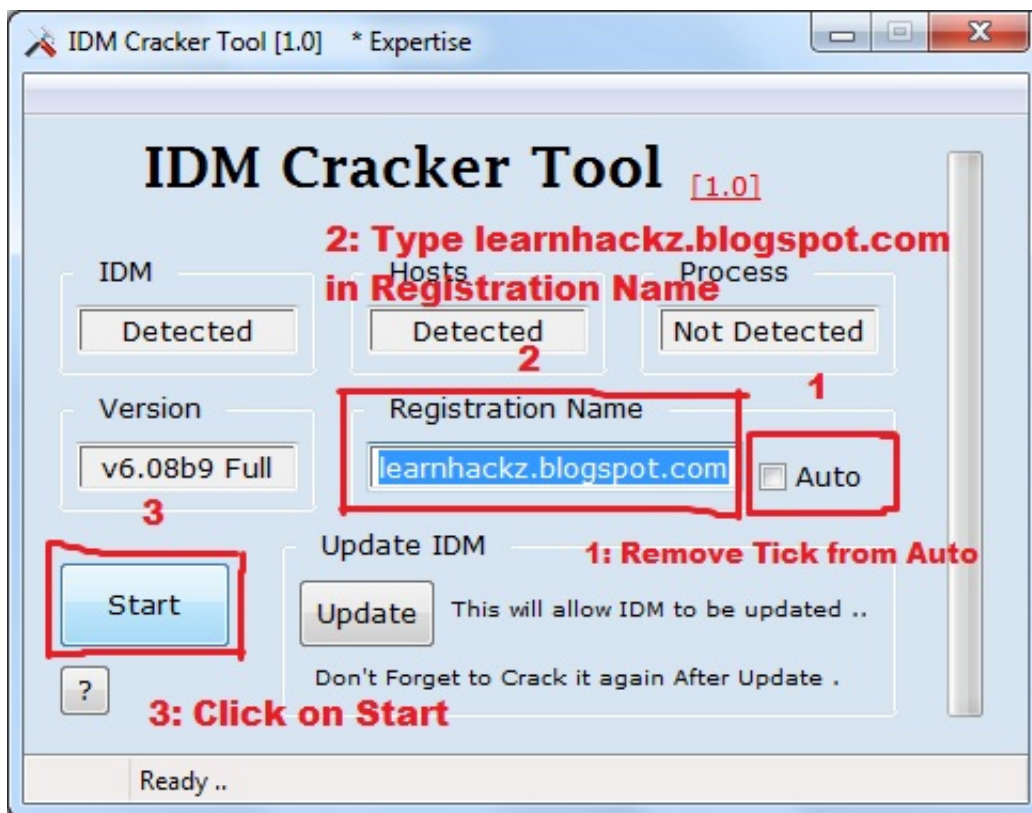 IDM Cracker Tool [1.0] * Expertise
X
IDM Cracker Tool [1.0]
2: Type learnhackz.blogspot.com
in Registration Name
IDM Hosts Process
Detected Detected Not Detected
2 1
Version Registration Name
v6.08b9 Full learnhackz.blogspot.com Auto
3
Update IDM
1: Remove Tick from Auto
Start Update This will allow IDM to be updated ..
? Don't Forget to Crack it again After Update .
3: Click on Start
Ready ..